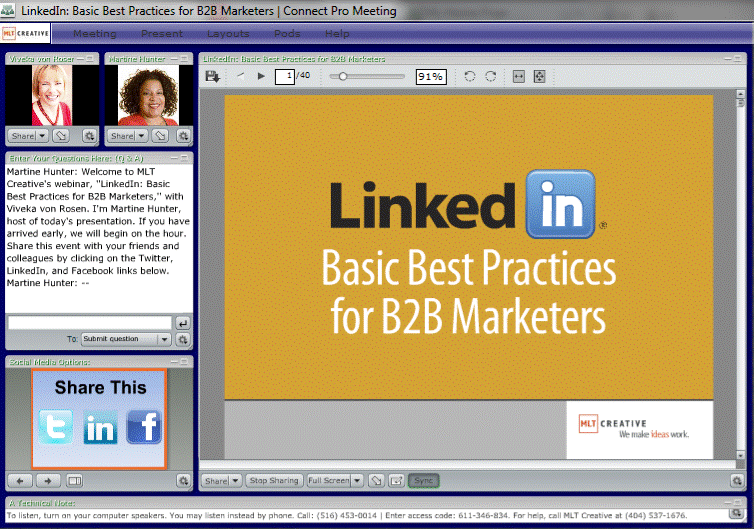 LinkedIn: Basic Best Practices for B2B Marketers | Connect Pro Meeting
MLT CREATIVE
Meeting Present Layouts Pods Help
Viveka von Roser
Martine Hunter
Share
Share
Enter Your Questions Here: (Q & A)
Martine Hunter: Welcome to MLT
Creative's webinar, "LinkedIn: Basic
Best Practices for B2B Marketers," with
Viveka von Rosen. I'm Martine Hunter,
host of today's presentation. If you have
arrived early, we will begin on the hour.
Share this event with your friends and
colleagues by clicking on the Twitter,
LinkedIn, and Facebook links below.
Martine Hunter: --
To: Submit question
Social Media Options:
Share This
t in f
LinkedIn: Basic Best Practices for B2B Marketers
1 /40 91%
Linked in ®
Basic Best Practices
for B2B Marketers
MLT CREATIVE
We make ideas work.
Share Stop Sharing Full Screen Sync
A Technical Note:
To listen, turn on your computer speakers. You may listen instead by phone. Call: (516) 453-0014 | Enter access code: 611-346-834. For help, call MLT Creative at (404) 537-1676.